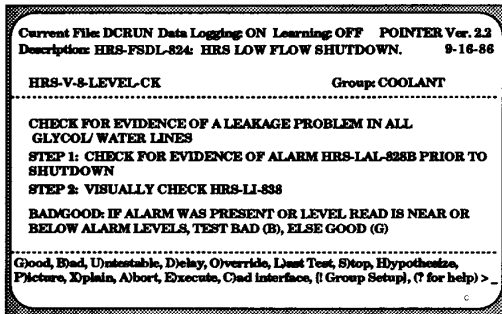 Current File: DCRUN Data Logging: ON Learning: OFF POINTER Ver. 2.2
Description: HRS-FSDL-824: HRS LOW FLOW SHUTDOWN. 9-16-86
HRS-V-8-LEVEL-CK Group: COOLANT
CHECK FOR EVIDENCE OF A LEAKAGE PROBLEM IN ALL
GLYCOL/ WATER LINES
STEP 1: CHECK FOR EVIDENCE OF ALARM HRS-LAL-828B PRIOR TO
SHUTDOWN
STEP 2: VISUALLY CHECK HRS-LI-838
BAD/GOOD: IF ALARM WAS PRESENT OR LEVEL READ IS NEAR OR
BELOW ALARM LEVELS, TEST BAD (B), ELSE GOOD (G)
G)ood, B)ad, U)ntestable, D)elay, O)verride, L)ast Test, S)top, H)ypothesize,
P)icture, X)plain, A)bort, E)xecute, C)ad interface, {! Group Setup}, (? for help) >_
c